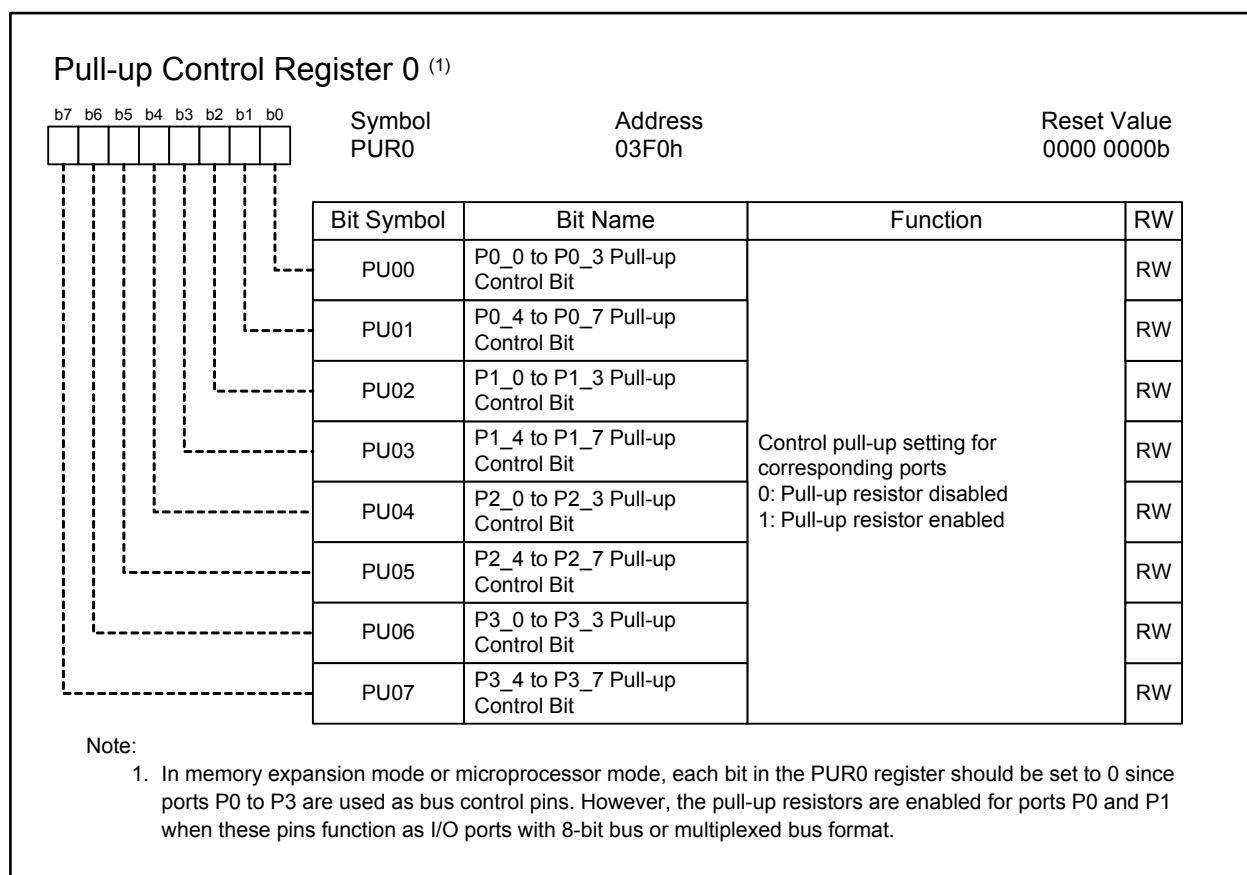 Pull-up Control Register 0 (1)
b7 b6 b5 b4 b3 b2 b1 b0
Symbol Address Reset Value
PUR0 03F0h 0000 0000b
Bit Symbol Bit Name Function RW
PU00 P0_0 to P0_3 Pull-up
Control Bit RW
PU01 P0_4 to P0_7 Pull-up
Control Bit RW
PU02 P1_0 to P1_3 Pull-up
Control Bit RW
PU03 P1_4 to P1_7 Pull-up
Control Bit RW
PU04 P2_0 to P2_3 Pull-up
Control Bit RW
PU05 P2_4 to P2_7 Pull-up
Control Bit RW
PU06 P3_0 to P3_3 Pull-up
Control Bit RW
PU07 P3_4 to P3_7 Pull-up
Control Bit RW
Control pull-up setting for
corresponding ports
0: Pull-up resistor disabled
1: Pull-up resistor enabled
Note:
1. In memory expansion mode or microprocessor mode, each bit in the PUR0 register should be set to 0 since
ports P0 to P3 are used as bus control pins. However, the pull-up resistors are enabled for ports P0 and P1
when these pins function as I/O ports with 8-bit bus or multiplexed bus format.